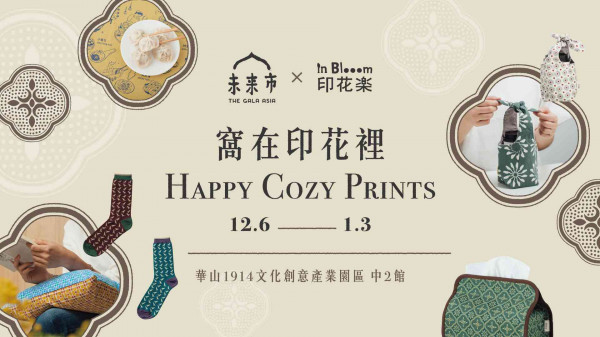 未来市
THE GALA ASIA
×
in Blooom
印花楽
窩在印花裡
HAPPY COZY PRINTS
12.6 —— 1.3
華山1914文化創意產業園區 中2館